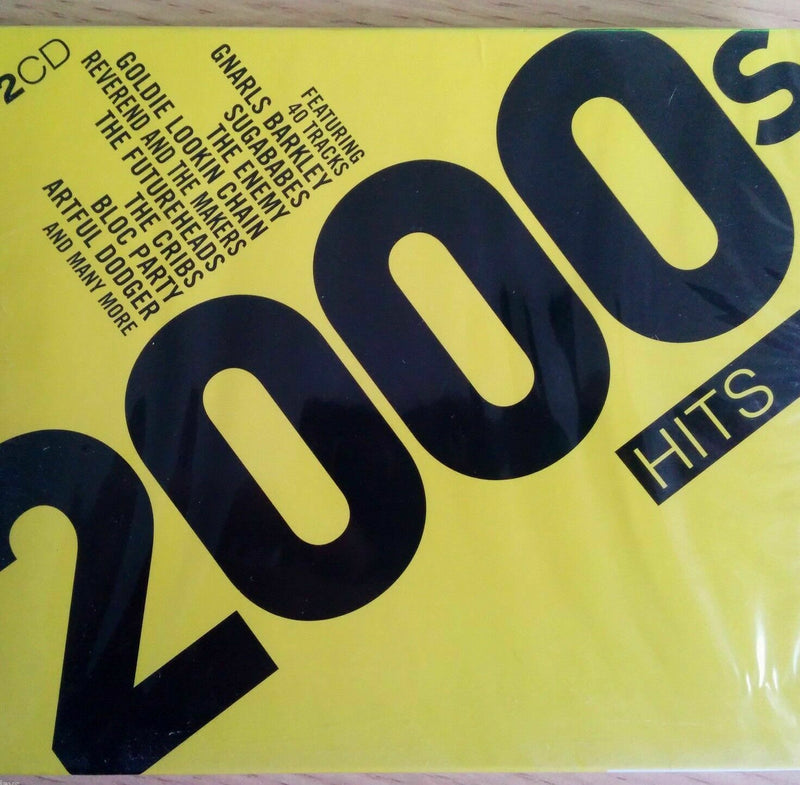 2CD
FEATURING
40 TRACKS
GNARLS BARKLEY
SUGABABES
THE ENEMY
GOLDIE LOOKIN CHAIN
REVEREND AND THE MAKERS
THE FUTUREHEADS
THE CRIBS
BLOC PARTY
ARTFUL DODGER
AND MANY MORE
2000s
HITS